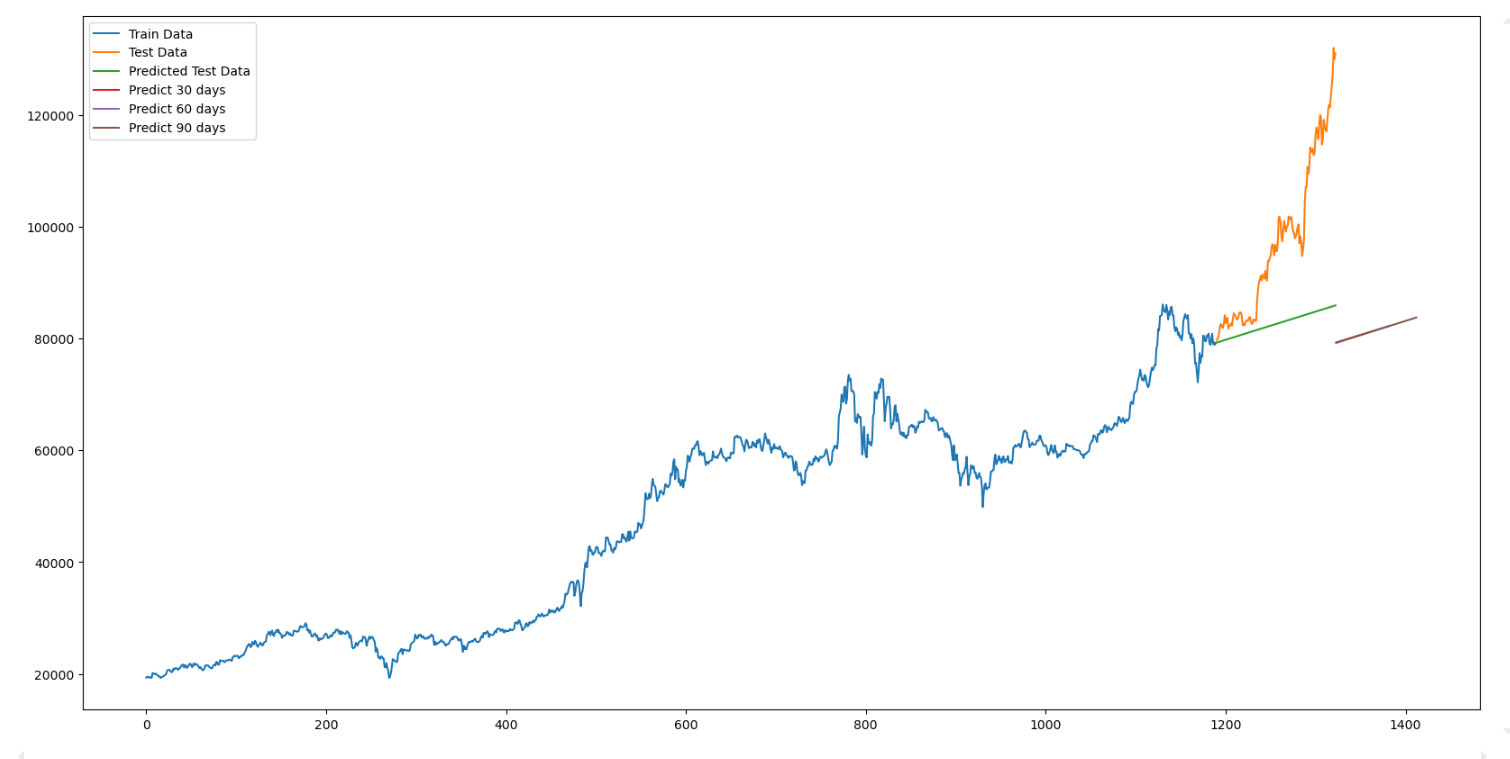 Train Data
Test Data
Predicted Test Data
Predict 30 days
Predict 60 days
Predict 90 days
120000
100000
80000
60000
40000
20000
0 200 400 600 800 1000 1200 1400